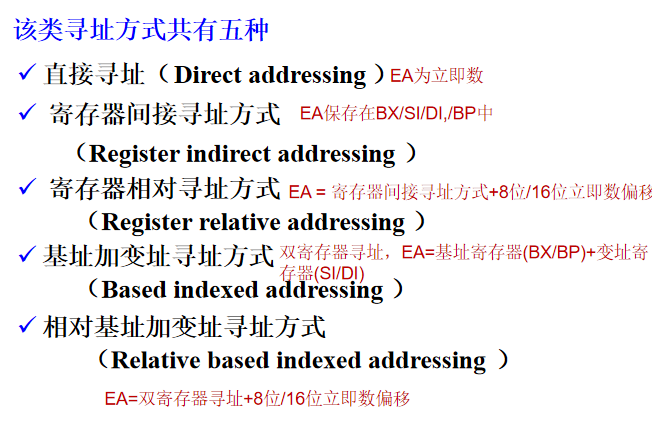 该类寻址方式共有五种
✓ 直接寻址（Direct addressing ）EA为立即数
✓ 寄存器间接寻址方式 EA保存在BX/SI/DI,/BP中
（Register indirect addressing ）
✓ 寄存器相对寻址方式 EA = 寄存器间接寻址方式+8位/16位立即数偏移
（Register relative addressing ）
✓ 基址加变址寻址方式 双寄存器寻址，EA=基址寄存器(BX/BP)+变址寄
存器(SI/DI)
（Based indexed addressing ）
✓ 相对基址加变址寻址方式
（Relative based indexed addressing ）
EA=双寄存器寻址+8位/16位立即数偏移